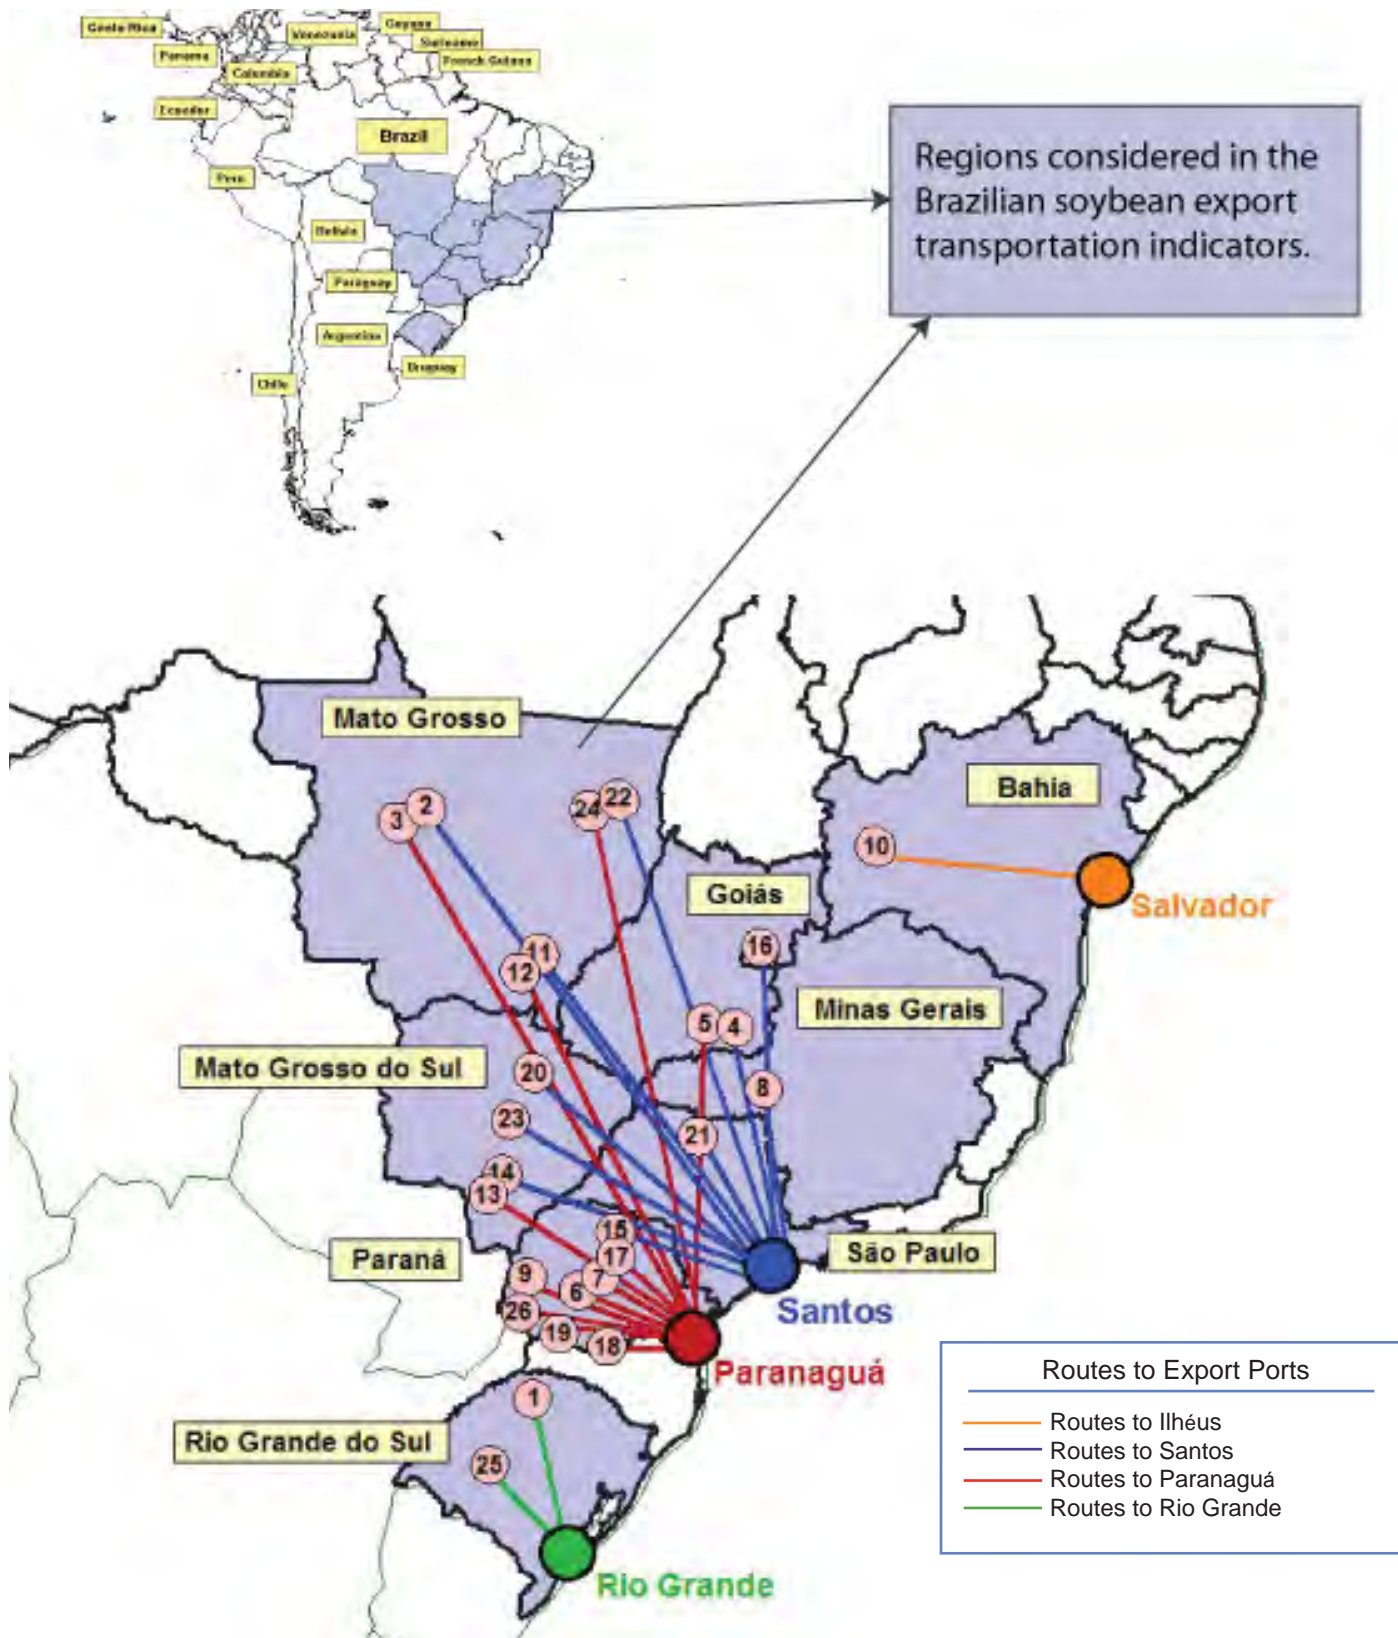 Costa Rica
Panama
Venezuela
Guyana
Suriname
French Guiana
Columbia
Ecuador
Brazil
Peru
Bolivia
Paraguay
Argentina
Uruguay
Chile
Regions considered in the
Brazilian soybean export
transportation indicators.
Mato Grosso
Bahia
3
2
24
22
10
Goiás
Salvador
16
11
12
5
4
Minas Gerais
Mato Grosso do Sul
20
8
23
21
14
13
15
17
Paraná
São Paulo
9
7
6
26
Santos
19
18
Paranaguá
1
Rio Grande do Sul
25
Rio Grande
Routes to Export Ports
Routes to Ilhéus
Routes to Santos
Routes to Paranaguá
Routes to Rio Grande